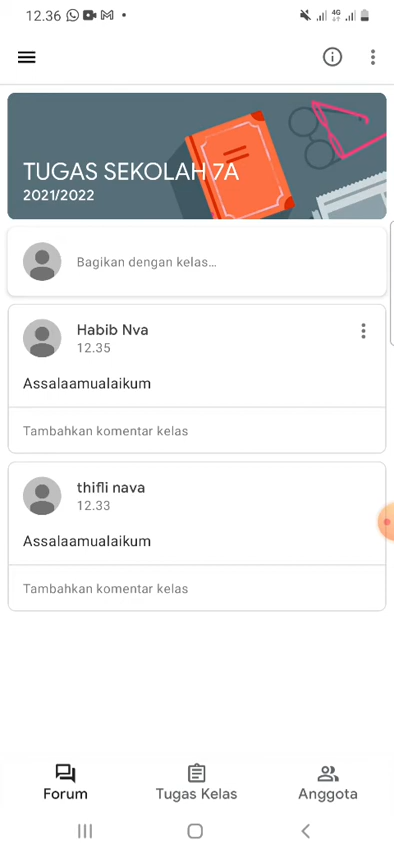 12.36
4G
TUGAS SEKOLAH 7A
2021/2022
Bagikan dengan kelas...
Habib Nva
12.35
Assalaamualaikum
Tambahkan komentar kelas
thifli nava
12.33
Assalaamualaikum
Tambahkan komentar kelas
Forum
Tugas Kelas
Anggota